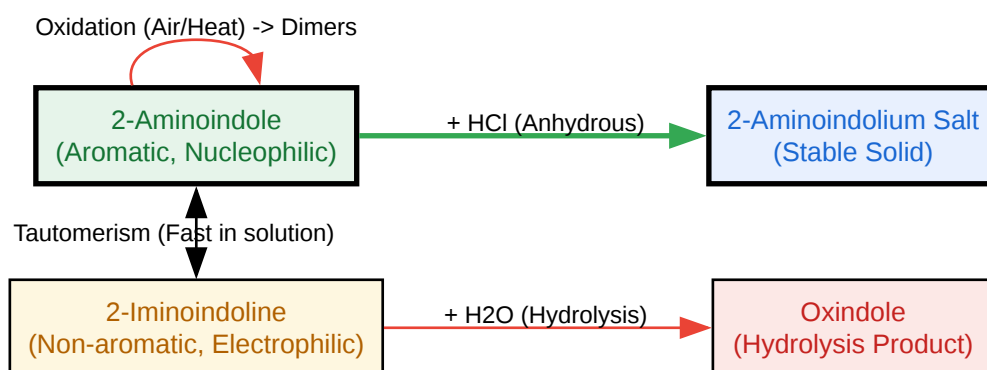 Oxidation (Air/Heat) -> Dimers
2-Aminoindole
(Aromatic, Nucleophilic)
+ HCl (Anhydrous)
2-Aminoindolium Salt
(Stable Solid)
Tautomerism (Fast in solution)
2-Iminoindoline
(Non-aromatic, Electrophilic)
+ H2O (Hydrolysis)
Oxindole
(Hydrolysis Product)